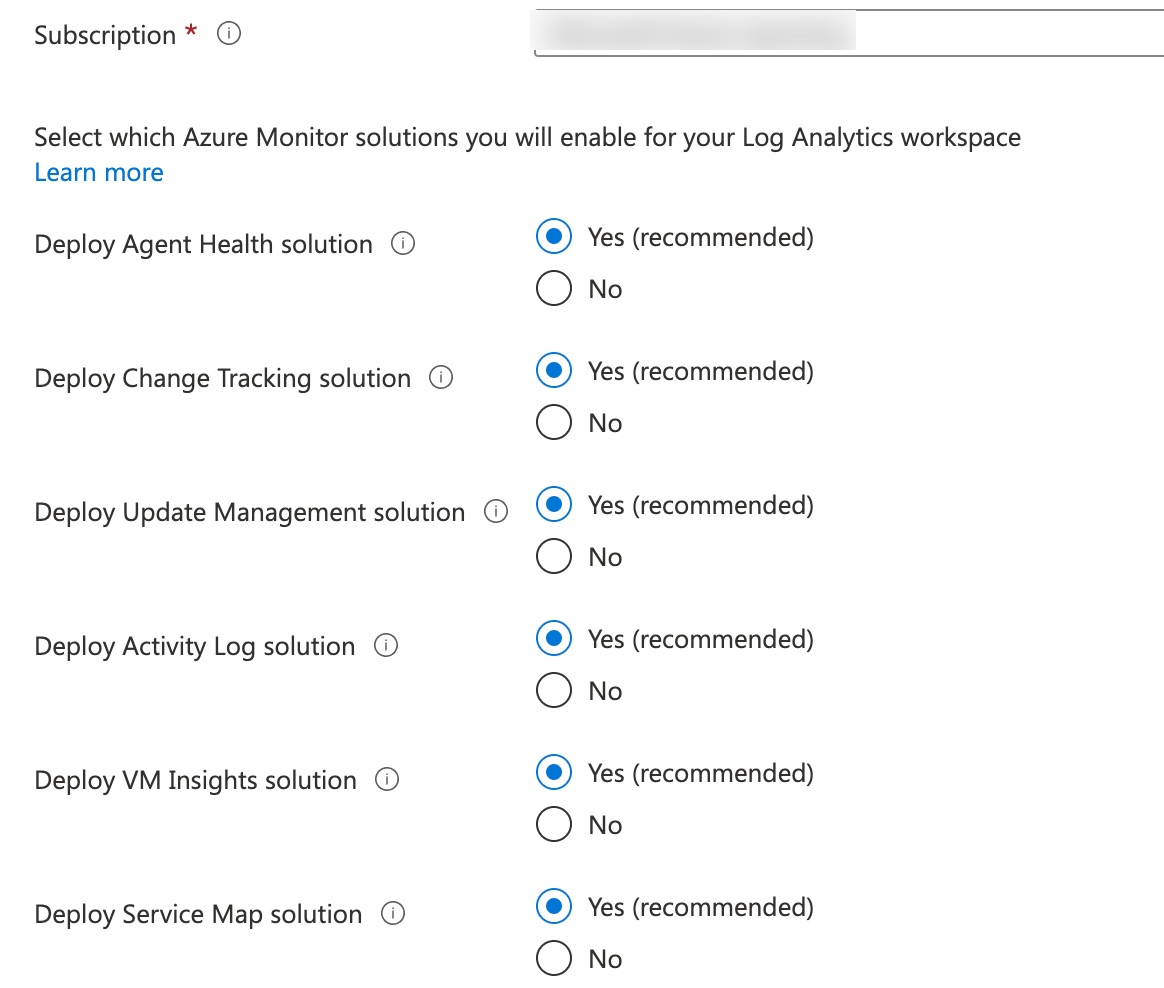 Subscription *
Select which Azure Monitor solutions you will enable for your Log Analytics workspace
Learn more
Deploy Agent Health solution
Yes (recommended)
No
Deploy Change Tracking solution
Yes (recommended)
No
Deploy Update Management solution
Yes (recommended)
No
Deploy Activity Log solution
Yes (recommended)
No
Deploy VM Insights solution
Yes (recommended)
No
Deploy Service Map solution
Yes (recommended)
No